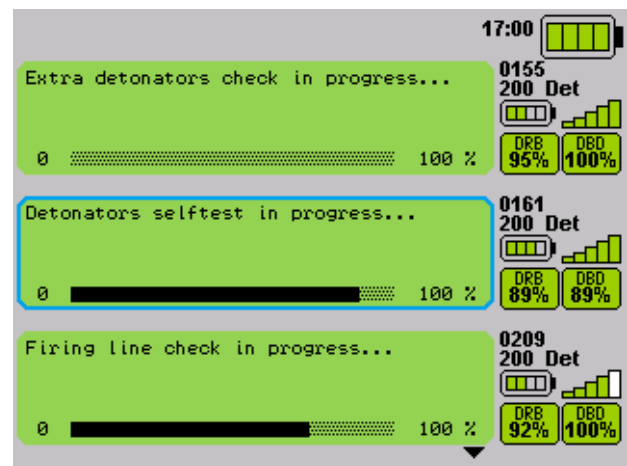 17:00
Extra detonators check in progress...
0 100 %
0155
200 Det
DRB 95% DBD 100%
Detonators selftest in progress...
0 100 %
0161
200 Det
DRB 89% DBD 89%
Firing line check in progress...
0 100 %
0209
200 Det
DRB 92% DBD 100%